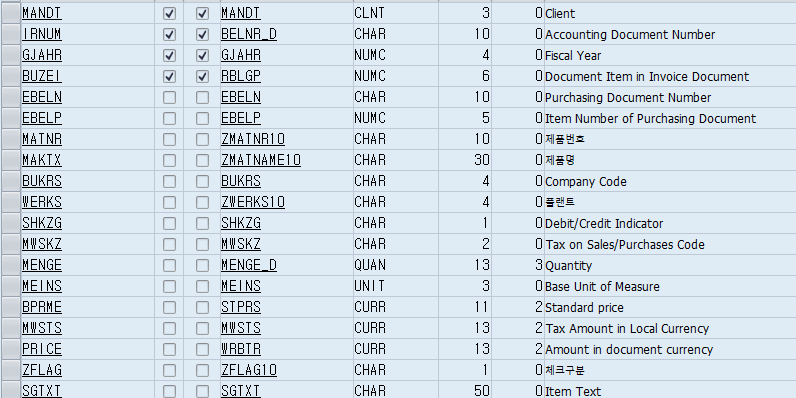 MANDT MANDT CLNT 3 0 Client
IRNUM BELNR_D CHAR 10 0 Accounting Document Number
GJAHR GJAHR NUMC 4 0 Fiscal Year
BUZEI RBLGP NUMC 6 0 Document Item in Invoice Document
EBELN EBELN CHAR 10 0 Purchasing Document Number
EBELP EBELP NUMC 5 0 Item Number of Purchasing Document
MATNR ZMATNR10 CHAR 10 0 제품번호
MAKTX ZMATNAME10 CHAR 30 0 제품명
BUKRS BUKRS CHAR 4 0 Company Code
WERKS ZWERKS10 CHAR 4 0 플랜트
SHKZG SHKZG CHAR 1 0 Debit/Credit Indicator
MWSKZ MWSKZ CHAR 2 0 Tax on Sales/Purchases Code
MENGE MENGE_D QUAN 13 3 Quantity
MEINS MEINS UNIT 3 0 Base Unit of Measure
BPRME STPRS CURR 11 2 Standard price
MWSTS MWSTS CURR 13 2 Tax Amount in Local Currency
PRICE WRBTR CURR 13 2 Amount in document currency
ZFLAG ZFLAG10 CHAR 1 0 체크구분
SGTXT SGTXT CHAR 50 0 Item Text